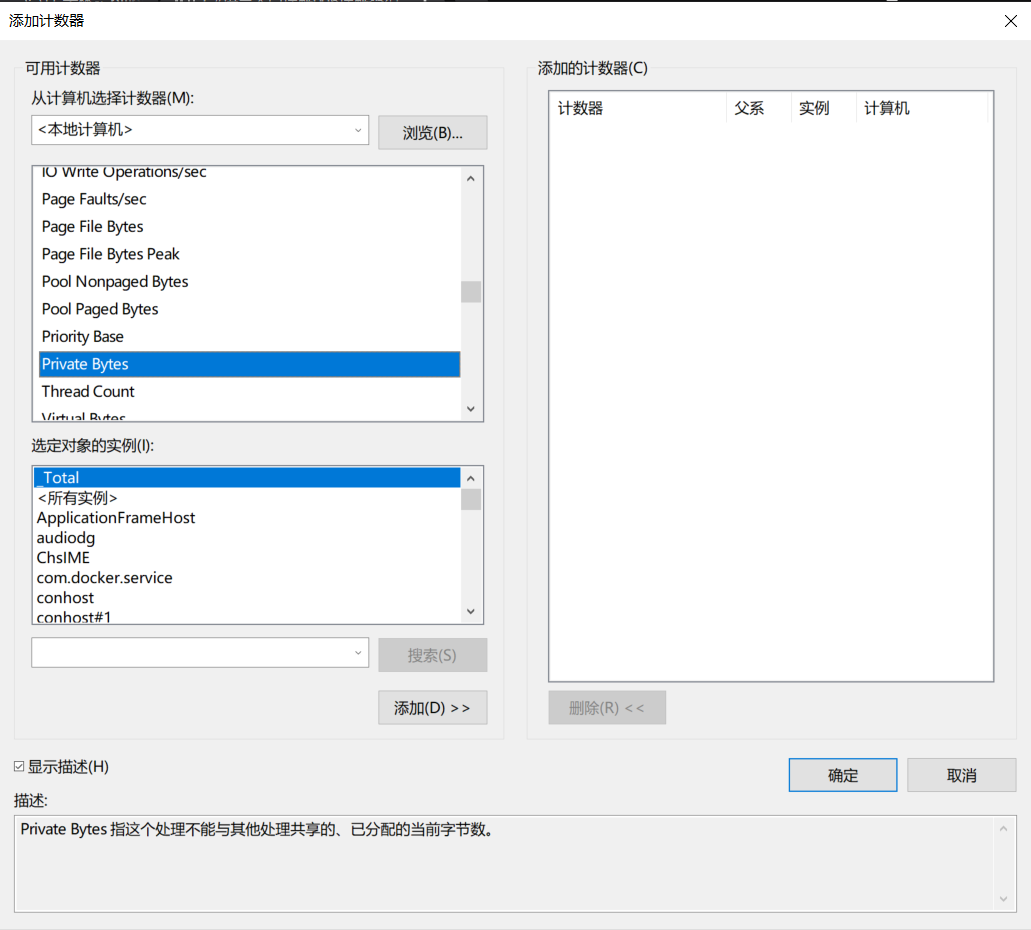 添加计数器
可用计数器
从计算机选择计数器(M):
<本地计算机>
浏览(B)...
IO Write Operations/sec
Page Faults/sec
Page File Bytes
Page File Bytes Peak
Pool Nonpaged Bytes
Pool Paged Bytes
Priority Base
Private Bytes
Thread Count
Virtual Bytes
选定对象的实例(I):
_Total
<所有实例>
ApplicationFrameHost
audiodg
ChsIME
com.docker.service
conhost
conhost#1
搜索(S)
添加(D) >>
添加的计数器(C)
计数器 父系 实例 计算机
删除(R) <<
显示描述(H)
确定
取消
描述:
Private Bytes 指这个处理不能与其他处理共享的、已分配的当前字节数。